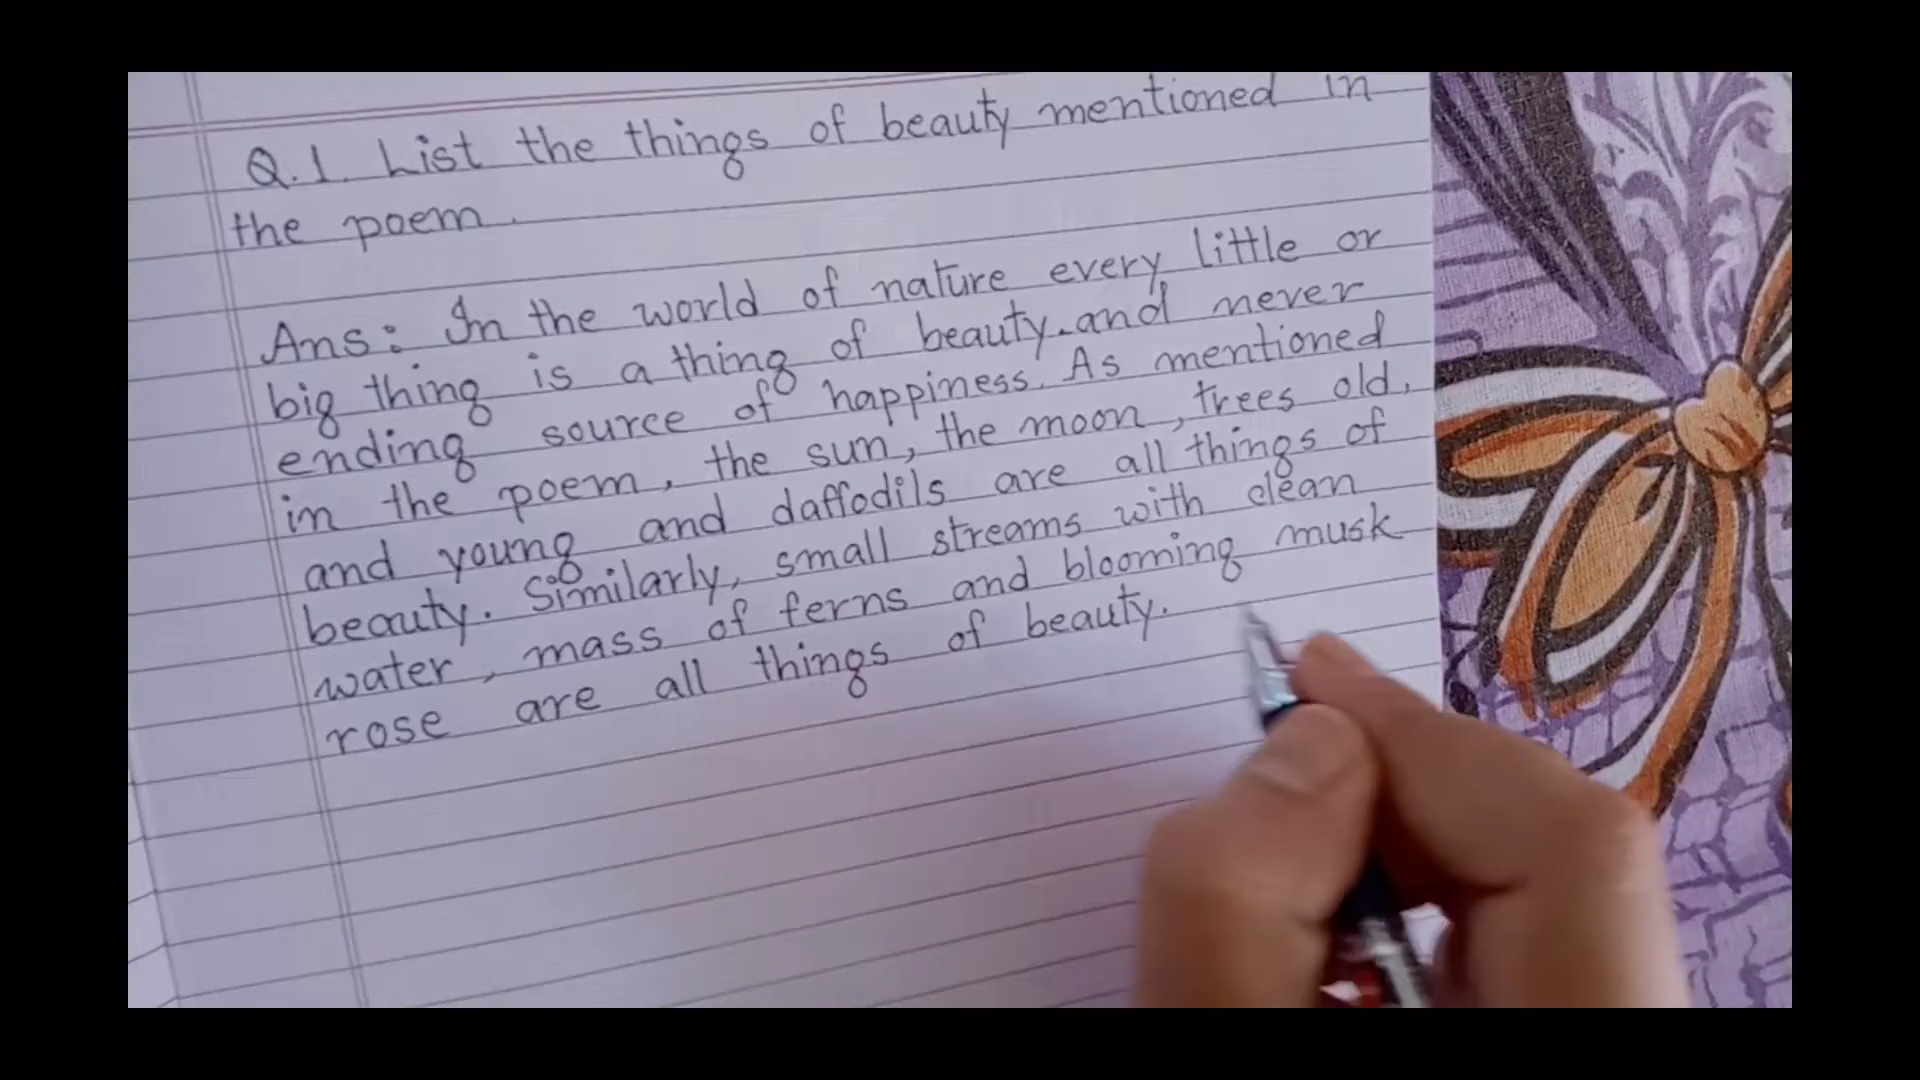 Q.1. List the things of beauty mentioned in
the poem.
Ans: In the world of nature every little or
big thing is a thing of beauty and never
ending source of happiness. As mentioned
in the poem, the sun, the moon, trees old,
and young and daffodils are all things of
beauty. Similarly, small streams with clean
water, mass of ferns and blooming musk
rose are all things of beauty.